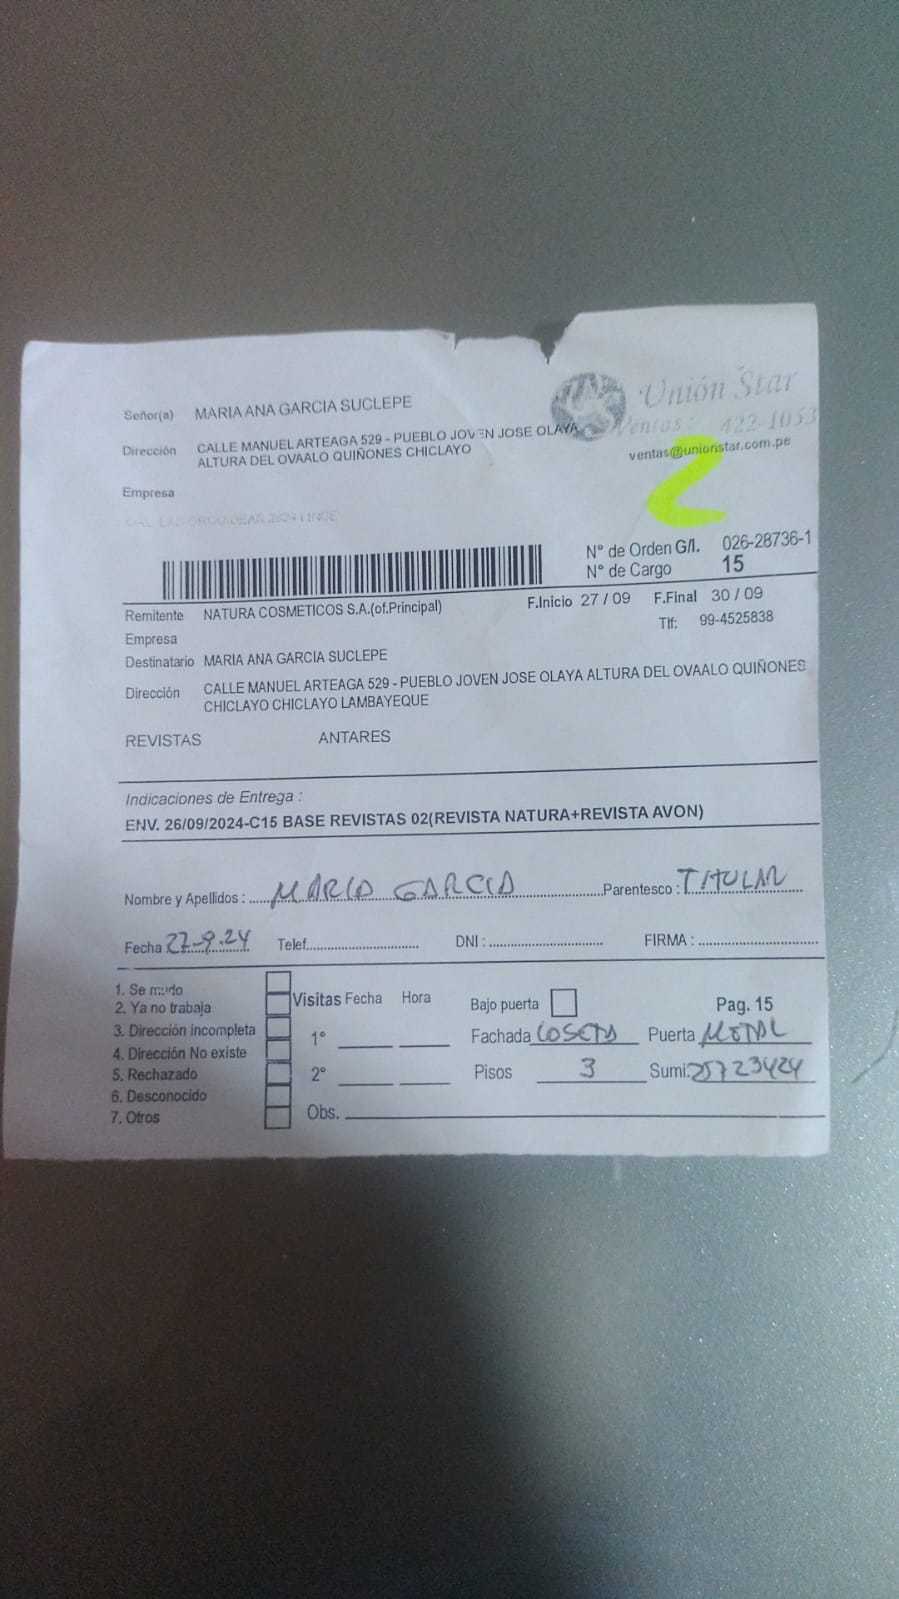 Unión Star
Señor(a) MARIA ANA GARCIA SUCLEPE
Ventas: 422-1053
Dirección CALLE MANUEL ARTEAGA 529 - PUEBLO JOVEN JOSE OLAYA
ALTURA DEL OVAALO QUIÑONES CHICLAYO
ventas@unionstar.com.pe
Empresa
2
N° de Orden G/I. 026-28736-1
N° de Cargo 15
Remitente NATURA COSMETICOS S.A.(of.Principal) F.Inicio 27 / 09 F.Final 30 / 09
Empresa Tlf: 99-4525838
Destinatario MARIA ANA GARCIA SUCLEPE
Dirección CALLE MANUEL ARTEAGA 529 - PUEBLO JOVEN JOSE OLAYA ALTURA DEL OVAALO QUIÑONES
CHICLAYO CHICLAYO LAMBAYEQUE
REVISTAS ANTARES
Indicaciones de Entrega :
ENV. 26/09/2024-C15 BASE REVISTAS 02(REVISTA NATURA+REVISTA AVON)
Nombre y Apellidos : MARIA GARCIA Parentesco : TITULAR
Fecha 27-9-24 Telef. DNI : FIRMA :
1. Se mudo
2. Ya no trabaja
3. Dirección incompleta
4. Dirección No existe
5. Rechazado
6. Desconocido
7. Otros
Visitas Fecha Hora
1°
2°
Obs.
Bajo puerta Pag. 15
Fachada LOSETA Puerta METAL
Pisos 3 Sumi: 25723424